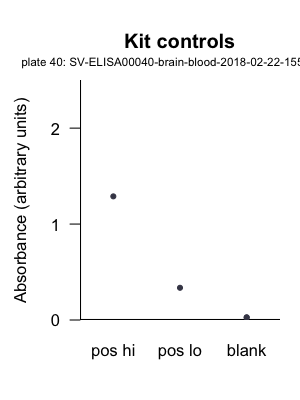 Kit controls
plate 40: SV-ELISA00040-brain-blood-2018-02-22-155
Absorbance (arbitrary units)
2
1
0
pos hi pos lo blank